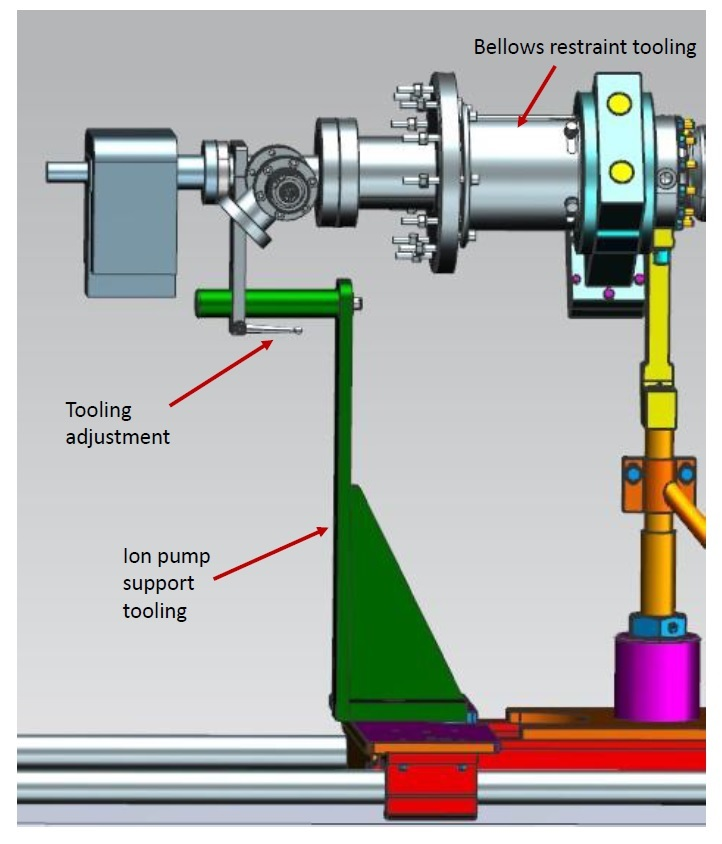 Bellows restraint tooling
Tooling
adjustment
Ion pump
support
tooling